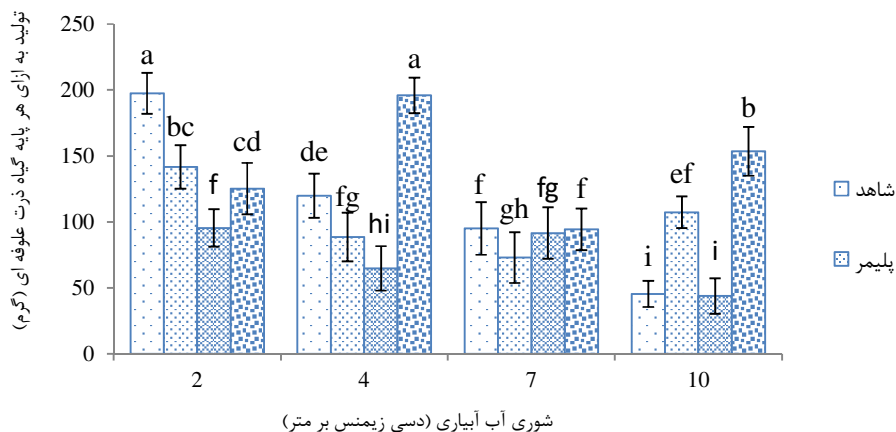 تولید به ازای هر پایه گیاه ذرت علوفه ای (گرم)
250
200
150
100
50
0
a
bc
f
cd
de
fg
hi
a
f
gh
fg
f
i
ef
i
b
2
4
7
10
شوری آب آبیاری (دسی زیمنس بر متر)
شاهد
پلیمر